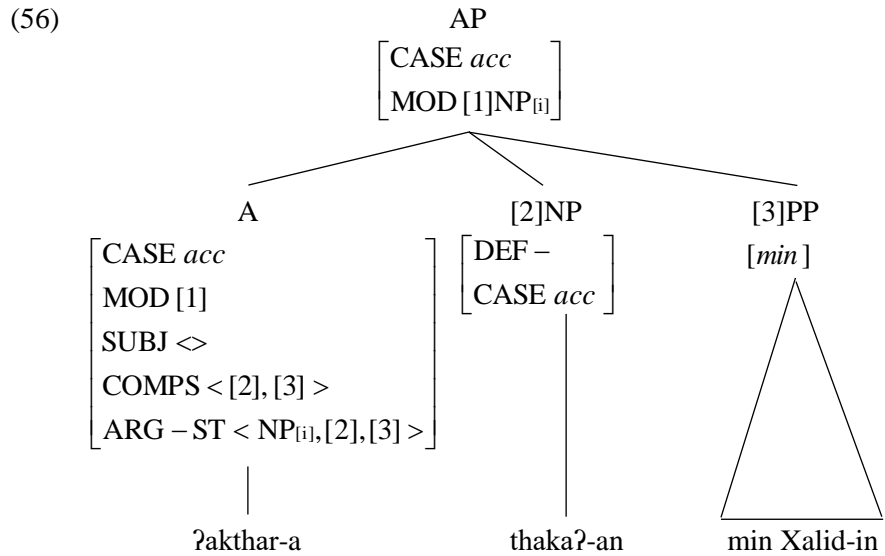 (56) AP
[CASE acc
MOD [1]NP[i]]
A [2]NP [3]PP
[CASE acc
MOD [1]
SUBJ <>
COMPS < [2], [3] >
ARG – ST < NP[i], [2], [3] >]
[DEF –
CASE acc]
[min]
ʔakthar-a thakaʔ-an min Xalid-in